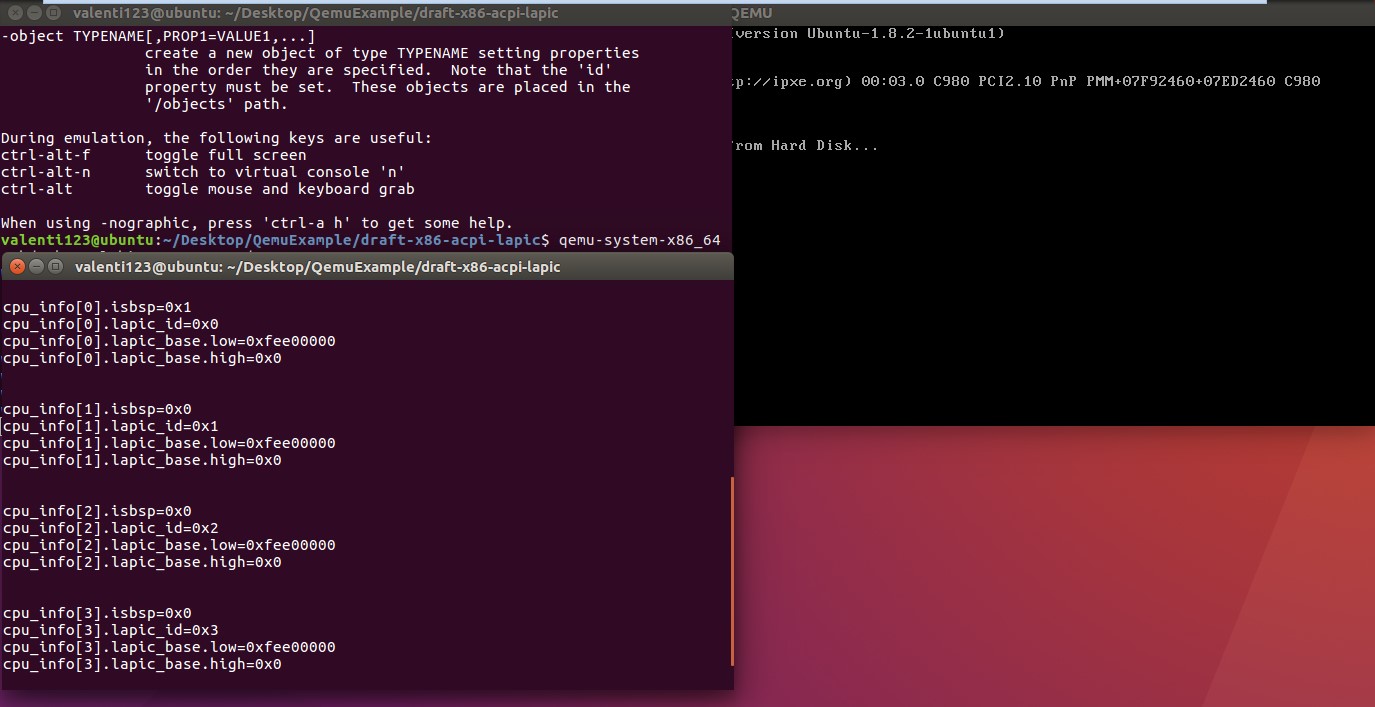 valenti123@ubuntu: ~/Desktop/QemuExample/draft-x86-acpi-lapic
-object TYPENAME[,PROP1=VALUE1,...]
create a new object of type TYPENAME setting properties
in the order they are specified.  Note that the 'id'
property must be set.  These objects are placed in the
'/objects' path.
During emulation, the following keys are useful:
ctrl-alt-f      toggle full screen
ctrl-alt-n      switch to virtual console 'n'
ctrl-alt        toggle mouse and keyboard grab
When using -nographic, press 'ctrl-a h' to get some help.
valenti123@ubuntu:~/Desktop/QemuExample/draft-x86-acpi-lapic$ qemu-system-x86_64
valenti123@ubuntu: ~/Desktop/QemuExample/draft-x86-acpi-lapic
cpu_info[0].isbsp=0x1
cpu_info[0].lapic_id=0x0
cpu_info[0].lapic_base.low=0xfee00000
cpu_info[0].lapic_base.high=0x0
cpu_info[1].isbsp=0x0
cpu_info[1].lapic_id=0x1
cpu_info[1].lapic_base.low=0xfee00000
cpu_info[1].lapic_base.high=0x0
cpu_info[2].isbsp=0x0
cpu_info[2].lapic_id=0x2
cpu_info[2].lapic_base.low=0xfee00000
cpu_info[2].lapic_base.high=0x0
cpu_info[3].isbsp=0x0
cpu_info[3].lapic_id=0x3
cpu_info[3].lapic_base.low=0xfee00000
cpu_info[3].lapic_base.high=0x0
QEMU
version Ubuntu-1.8.2-1ubuntu1)
p://ipxe.org) 00:03.0 C980 PCI2.10 PnP PMM+07F92460+07ED2460 C980
rom Hard Disk...